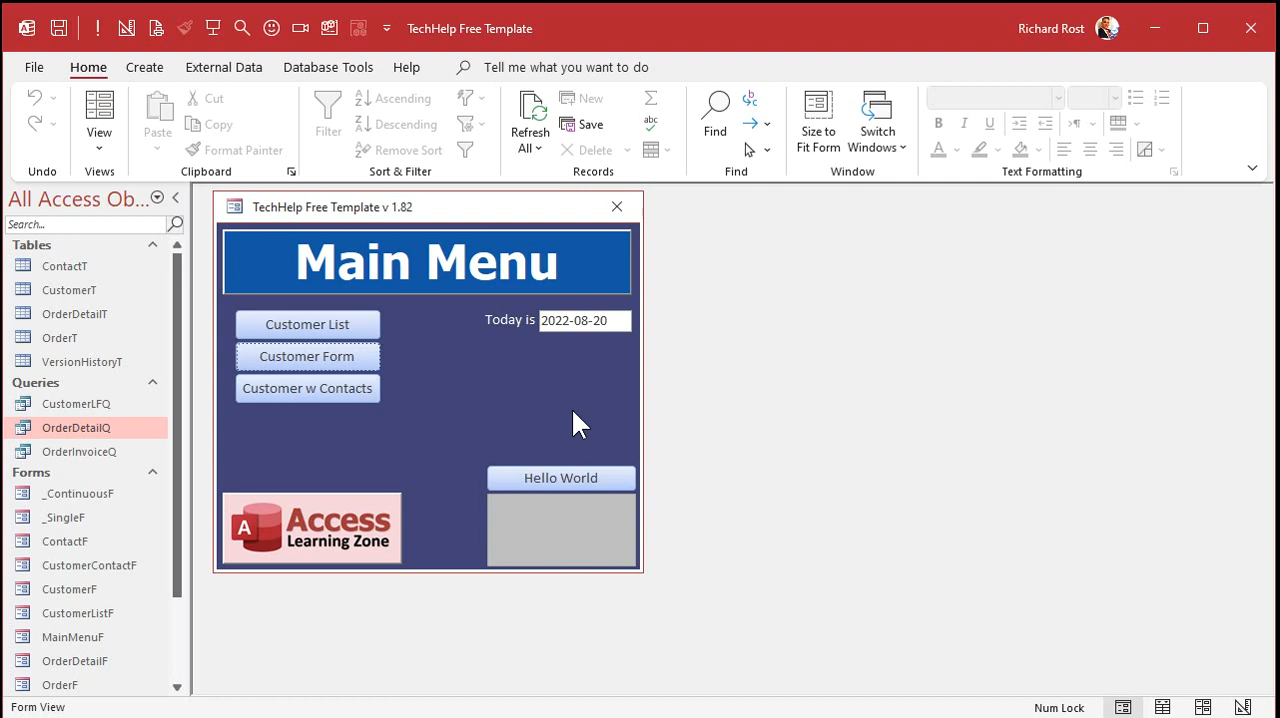 TechHelp Free Template
Richard Rost
File Home Create External Data Database Tools Help Tell me what you want to do
View
Views
Undo
Paste
Cut
Copy
Format Painter
Clipboard
Filter
Ascending
Descending
Remove Sort
Sort & Filter
Refresh
All
New
Save
Delete
Records
Find
Find
Size to
Fit Form
Switch
Windows
Window
B I U
A
Text Formatting
All Access Ob...
Search...
Tables
ContactT
CustomerT
OrderDetailT
OrderT
VersionHistoryT
Queries
CustomerLFQ
OrderDetailQ
OrderInvoiceQ
Forms
_ContinuousF
_SingleF
ContactF
CustomerContactF
CustomerF
CustomerListF
MainMenuF
OrderDetailF
OrderF
TechHelp Free Template v 1.82
Main Menu
Customer List
Customer Form
Customer w Contacts
Today is 2022-08-20
Hello World
A Access
Learning Zone
Form View
Num Lock